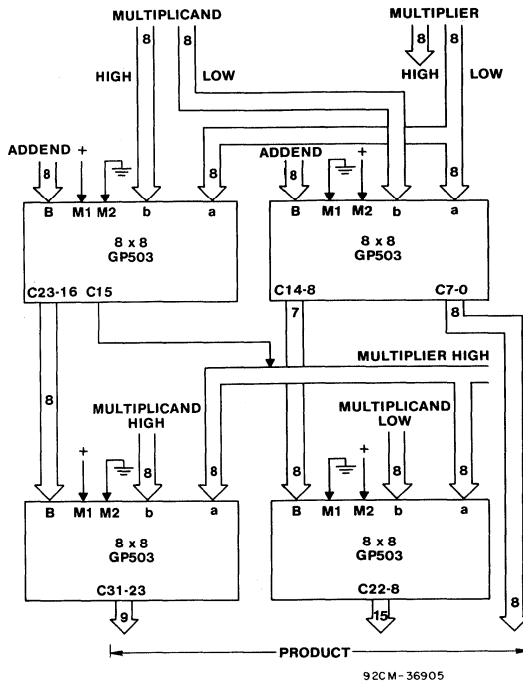 MULTIPLICAND MULTIPLIER
8 8 8 8
HIGH LOW HIGH LOW
ADDEND + ADDEND +
8 8 8 8
B M1 M2 b a B M1 M2 b a
8 x 8 8 x 8
GP503 GP503
C23-16 C15 C14-8 C7-0
7 8
MULTIPLIER HIGH
8
MULTIPLICAND MULTIPLICAND
HIGH LOW
+ +
8 8 8 8 8
B M1 M2 b a B M1 M2 b a
8 x 8 8 x 8
GP503 GP503
C31-23 C22-8
9 15 8
PRODUCT
92CM-36905